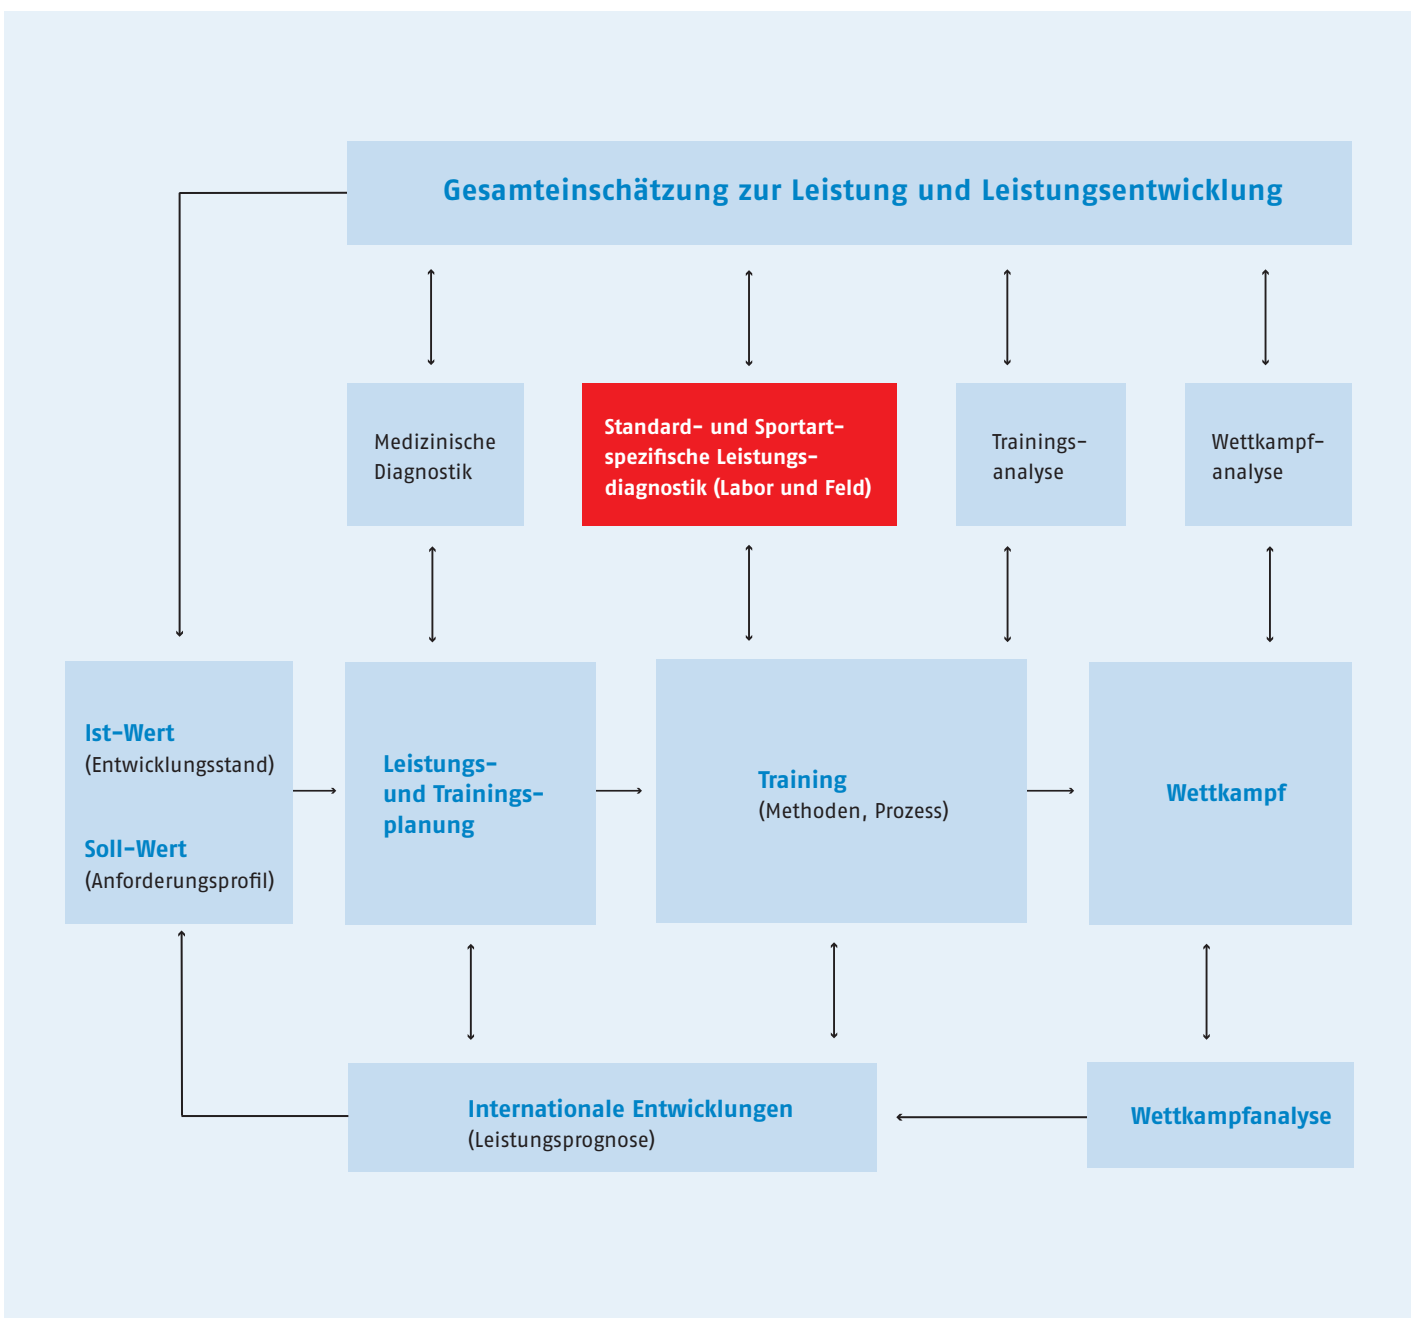 Gesamteinschätzung zur Leistung und Leistungsentwicklung
Medizinische
Diagnostik
Standard- und Sportart-
spezifische Leistungs-
diagnostik (Labor und Feld)
Trainings-
analyse
Wettkampf-
analyse
Ist-Wert
(Entwicklungsstand)
Soll-Wert
(Anforderungsprofil)
Leistungs-
und Trainings-
planung
Training
(Methoden, Prozess)
Wettkampf
Internationale Entwicklungen
(Leistungsprognose)
Wettkampfanalyse